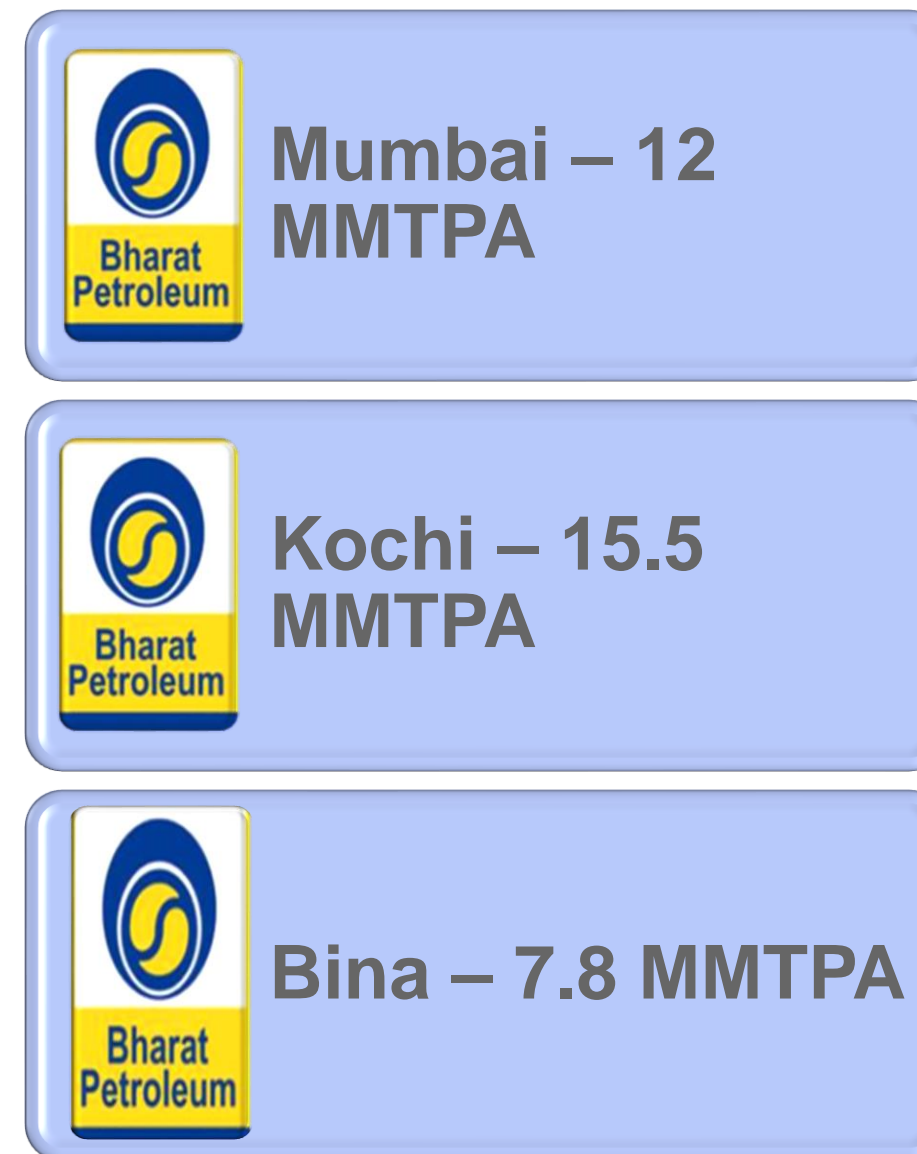 Bharat
Petroleum
Mumbai – 12
MMTPA
Bharat
Petroleum
Kochi – 15.5
MMTPA
Bharat
Petroleum
Bina – 7.8 MMTPA